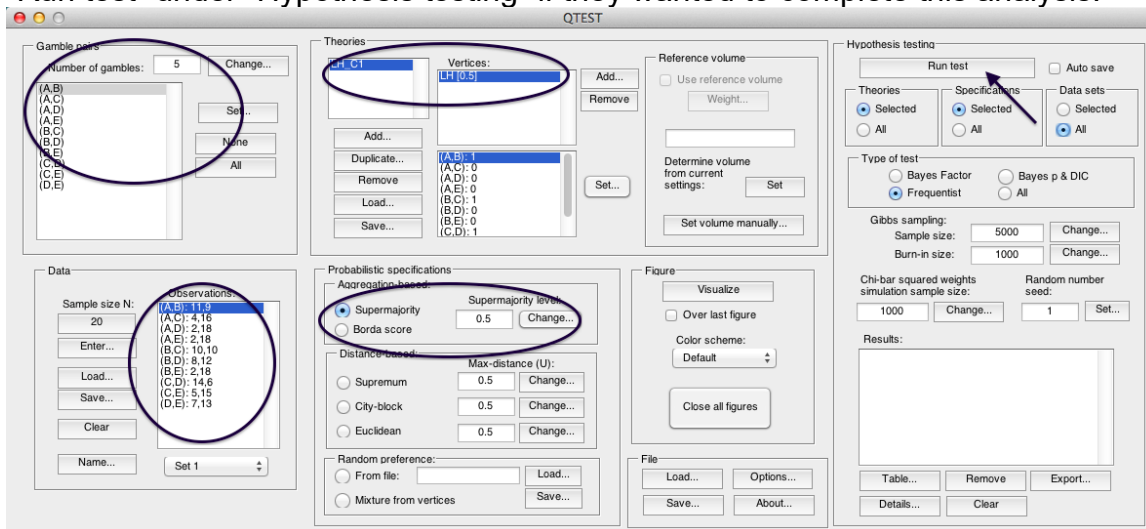 "Run test" under "Hypothesis testing" if they wanted to complete this analysis.
QTEST
Gamble pairs
Number of gambles: 5 Change...
(A,B)
(A,C)
(A,D)
(A,E)
(B,C)
(B,D)
(B,E)
(C,D)
(C,E)
(D,E)
Set...
None
All
Theories
LH_C1
Vertices:
LH [0.5]
Add...
Remove
Add...
Duplicate...
Remove
Load...
Save...
(A,B): 1
(A,C): 0
(A,D): 0
(A,E): 0
(B,C): 1
(B,D): 0
(B,E): 0
(C,D): 1
Set...
Reference volume
Use reference volume
Weight...
Determine volume
from current
settings: Set
Set volume manually...
Hypothesis testing
Run test Auto save
Theories
Selected
All
Specifications
Selected
All
Data sets
Selected
All
Type of test
Bayes Factor Bayes p & DIC
Frequentist All
Gibbs sampling:
Sample size: 5000 Change...
Burn-in size: 1000 Change...
Chi-bar squared weights
simulation sample size:
1000 Change...
Random number
seed:
1 Set...
Results:
Table... Remove Export...
Details... Clear
Data
Sample size N:
20
Enter...
Load...
Save...
Clear
Name...
Observations:
(A,B): 11,9
(A,C): 4,16
(A,D): 2,18
(A,E): 2,18
(B,C): 10,10
(B,D): 8,12
(B,E): 2,18
(C,D): 14,6
(C,E): 5,15
(D,E): 7,13
Set 1
Probabilistic specifications
Aggregation-based:
Supermajority
Borda score
Supermajority level:
0.5 Change...
Distance-based:
Max-distance (U):
Supremum 0.5 Change...
City-block 0.5 Change...
Euclidean 0.5 Change...
Random preference:
From file: Load...
Mixture from vertices Save...
Figure
Visualize
Over last figure
Color scheme:
Default
Close all figures
File
Load... Options...
Save... About...